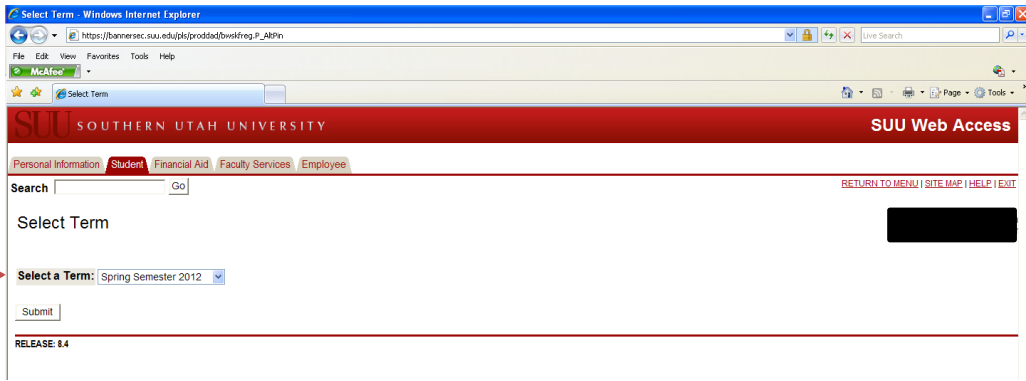 Select Term - Windows Internet Explorer
https://bannersec.suu.edu/pls/proddad/bwskfreg.P_AltPin
Live Search
File Edit View Favorites Tools Help
McAfee
Select Term
Page Tools
SUU SOUTHERN UTAH UNIVERSITY
SUU Web Access
Personal Information Student Financial Aid Faculty Services Employee
Search Go
RETURN TO MENU | SITE MAP | HELP | EXIT
Select Term
Select a Term: Spring Semester 2012
Submit
RELEASE: 8.4